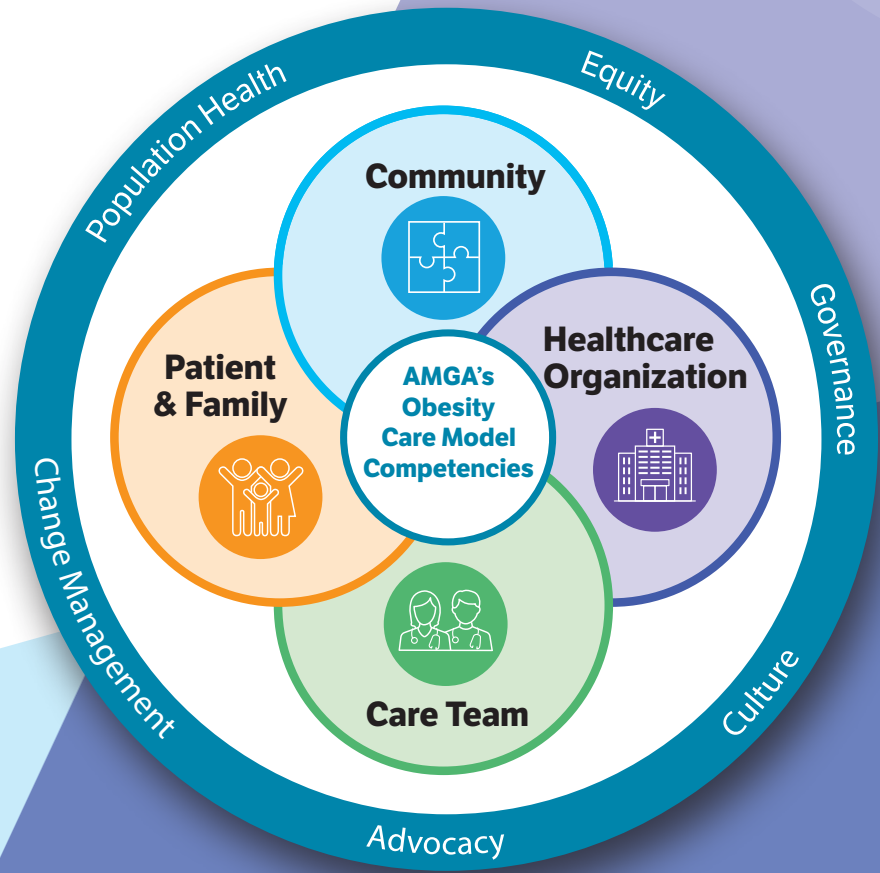 Population Health
Equity
Governance
Culture
Advocacy
Change Management
Community
Healthcare
Organization
Patient
& Family
AMGA's
Obesity
Care Model
Competencies
Care Team